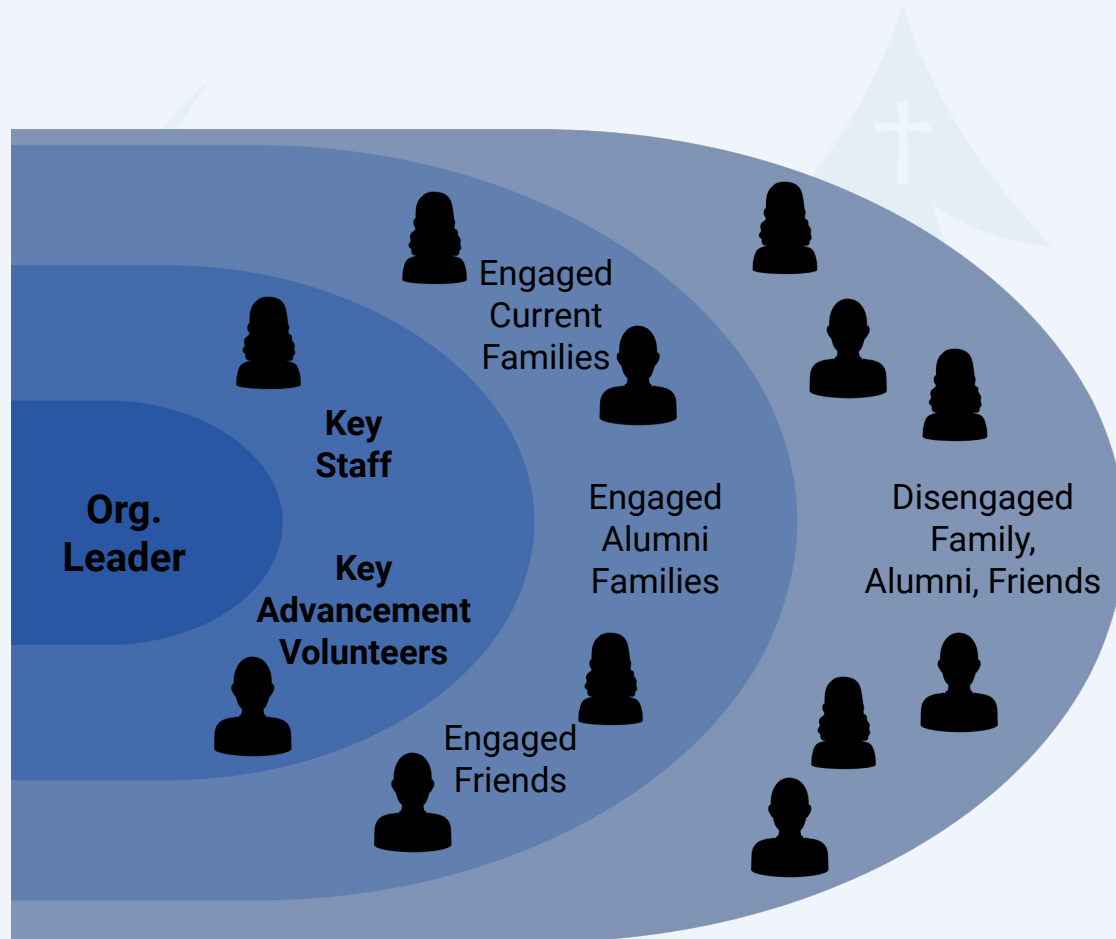 Engaged
Current
Families
Key
Staff
Org.
Leader
Key
Advancement
Volunteers
Engaged
Alumni
Families
Disengaged
Family,
Alumni, Friends
Engaged
Friends